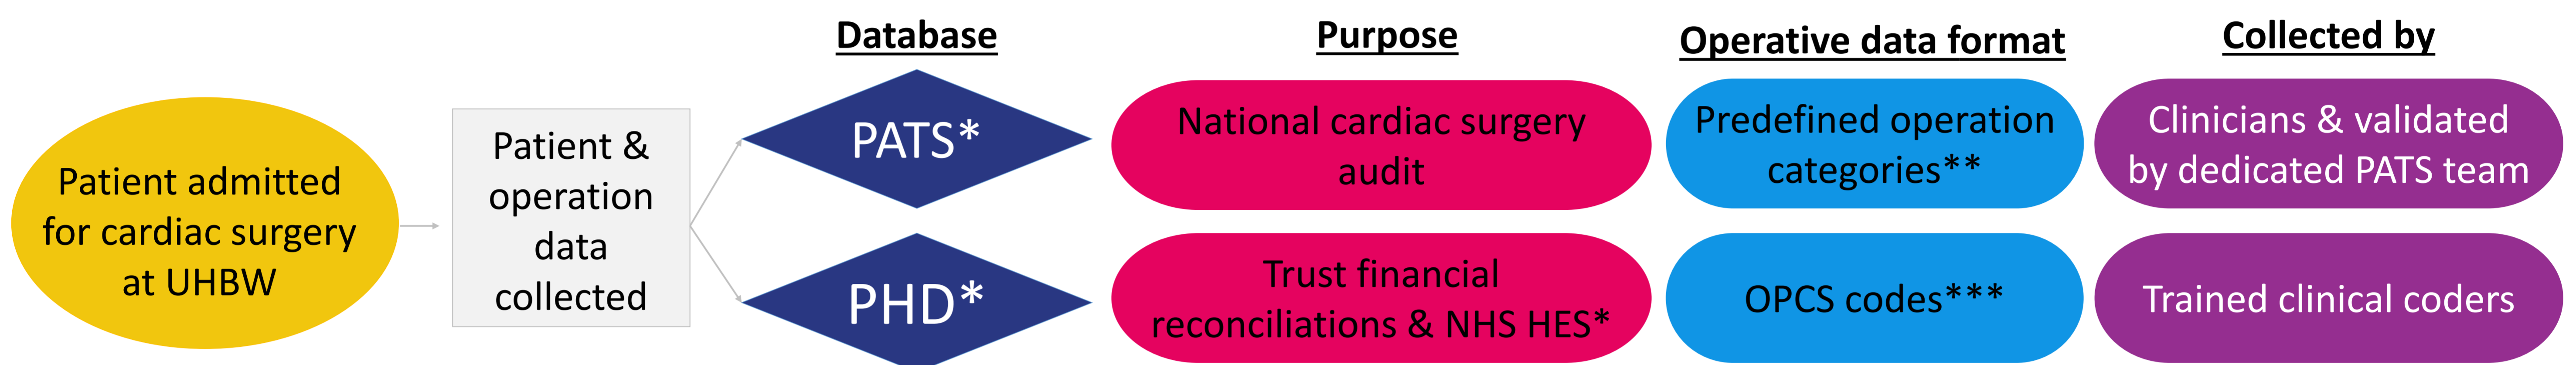 Patient admitted
for cardiac surgery
at UHBW
Patient &
operation
data
collected
Database
PATS*
PHD*
Purpose
National cardiac surgery
audit
Trust financial
reconciliations & NHS HES*
Operative data format
Predefined operation
categories**
OPCS codes***
Collected by
Clinicians & validated
by dedicated PATS team
Trained clinical coders